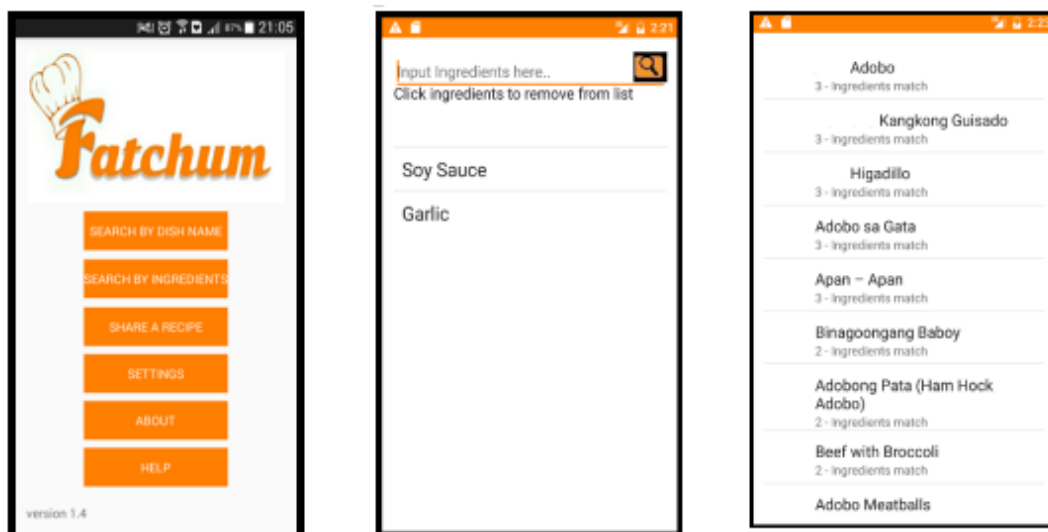 87% 21:05
Fatchum
SEARCH BY DISH NAME
SEARCH BY INGREDIENTS
SHARE A RECIPE
SETTINGS
ABOUT
HELP
version 1.4
2:21
Input Ingredients here..
Click ingredients to remove from list
Soy Sauce
Garlic
2:23
Adobo
3 - Ingredients match
Kangkong Guisado
3 - Ingredients match
Higadillo
3 - Ingredients match
Adobo sa Gata
3 - Ingredients match
Apan – Apan
3 - Ingredients match
Binagoongang Baboy
2 - Ingredients match
Adobong Pata (Ham Hock
Adobo)
2 - Ingredients match
Beef with Broccoli
2 - Ingredients match
Adobo Meatballs